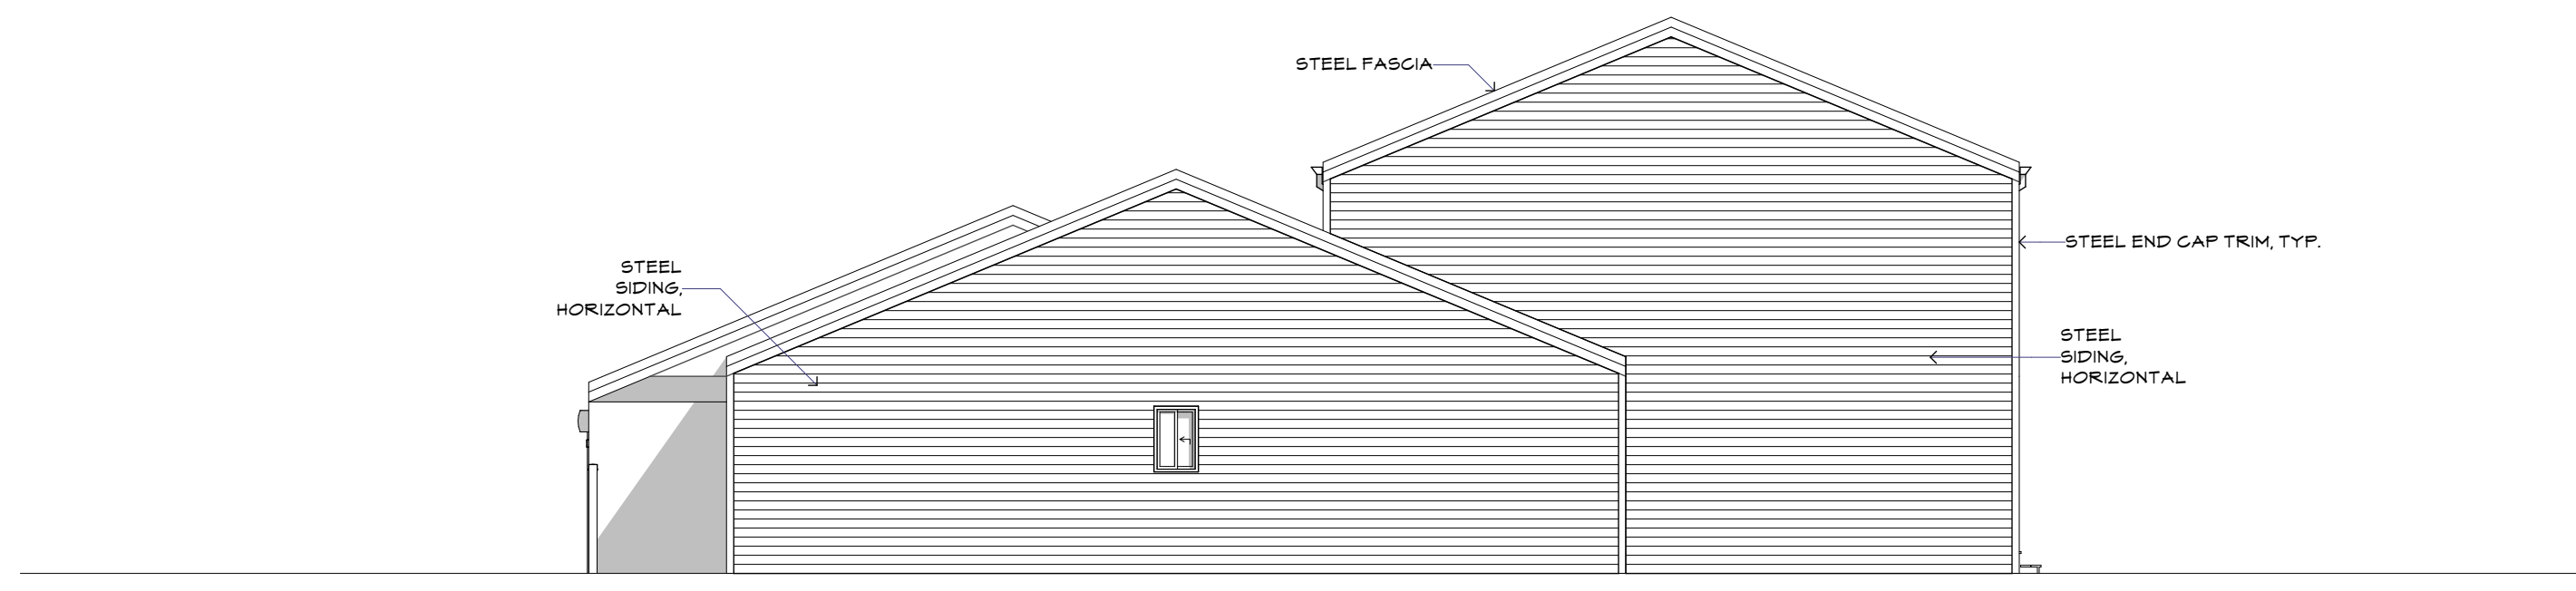 STEEL FASCIA
STEEL END CAP TRIM, TYP.
STEEL
SIDING,
HORIZONTAL
STEEL
SIDING,
HORIZONTAL